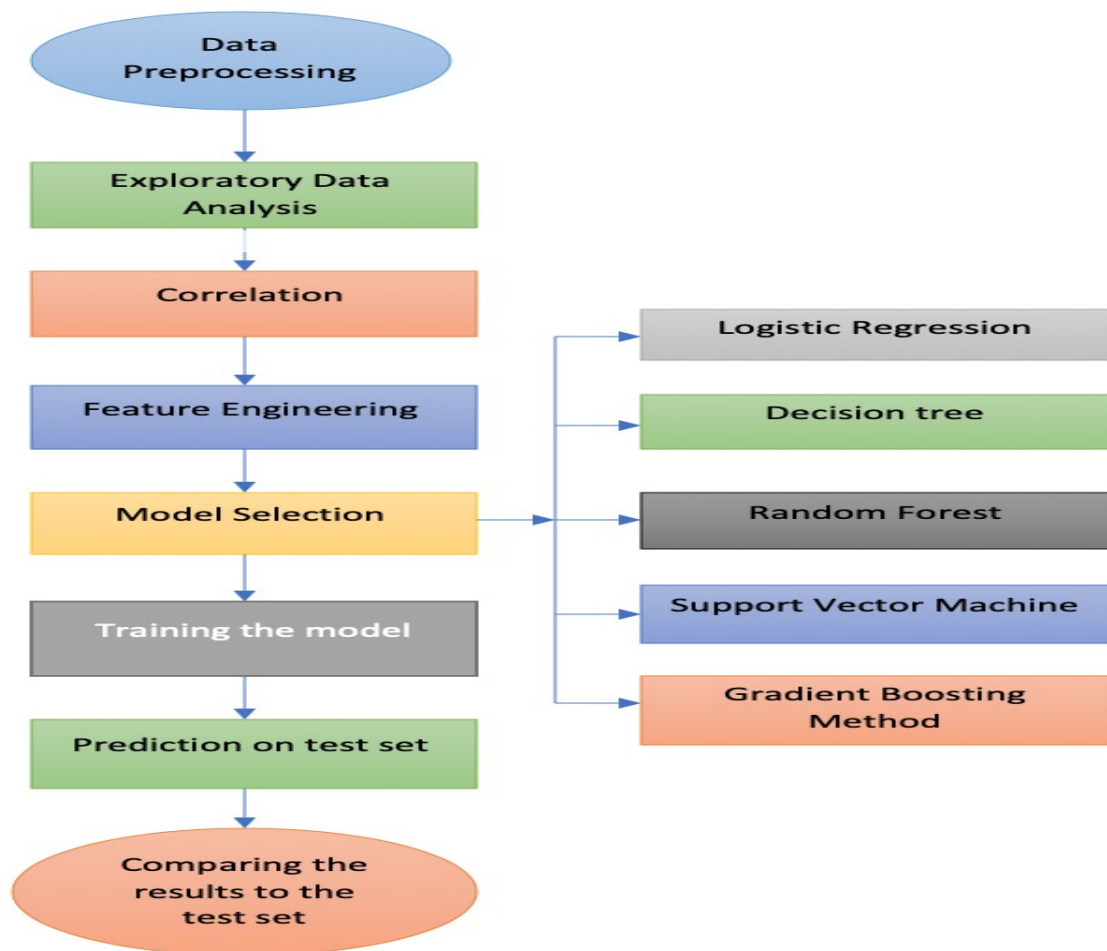 Data
Preprocessing
Exploratory Data
Analysis
Correlation
Feature Engineering
Model Selection
Training the model
Prediction on test set
Comparing the
results to the
test set
Logistic Regression
Decision tree
Random Forest
Support Vector Machine
Gradient Boosting
Method